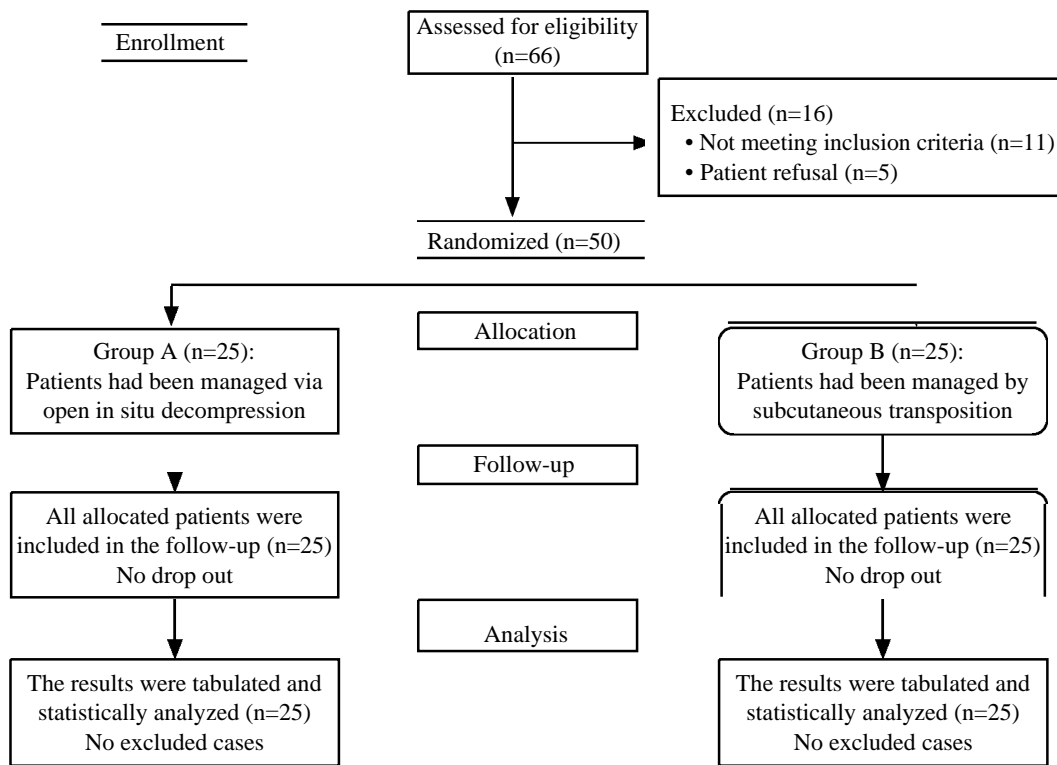 Enrollment
Assessed for eligibility
(n=66)
Excluded (n=16)
• Not meeting inclusion criteria (n=11)
• Patient refusal (n=5)
Randomized (n=50)
Allocation
Group A (n=25):
Patients had been managed via
open in situ decompression
Group B (n=25):
Patients had been managed by
subcutaneous transposition
Follow-up
All allocated patients were
included in the follow-up (n=25)
No drop out
All allocated patients were
included in the follow-up (n=25)
No drop out
Analysis
The results were tabulated and
statistically analyzed (n=25)
No excluded cases
The results were tabulated and
statistically analyzed (n=25)
No excluded cases